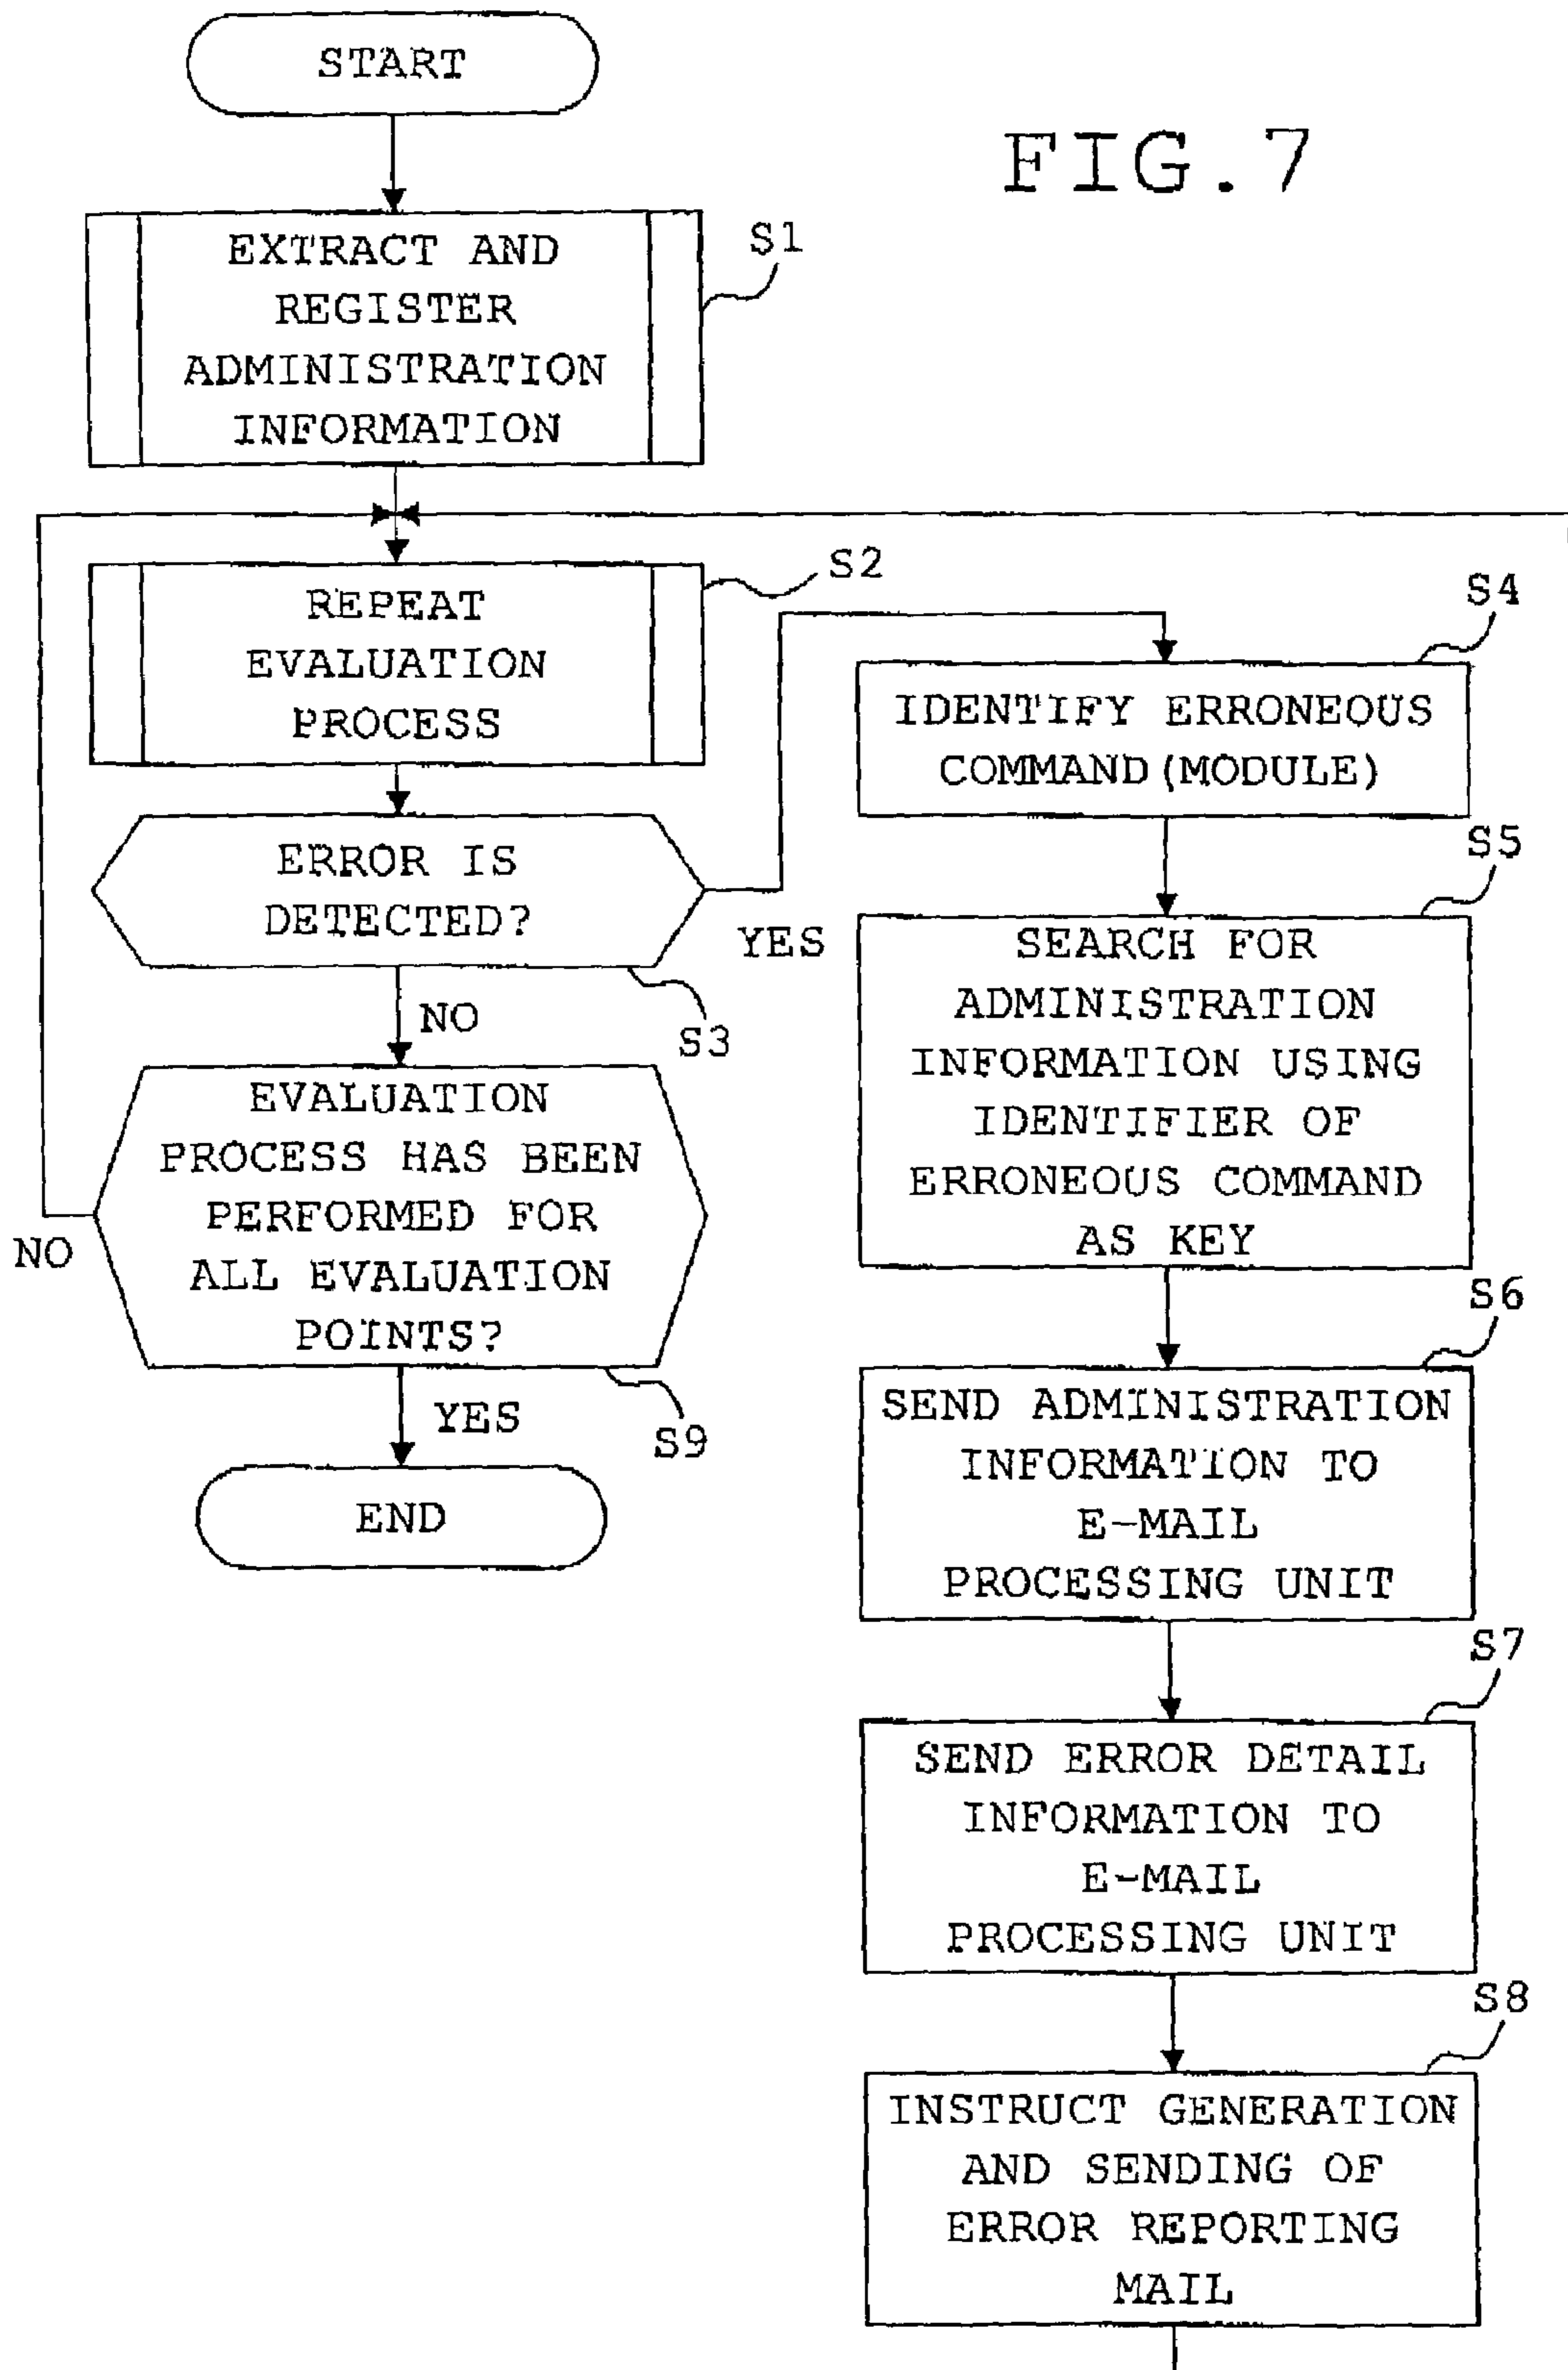 FIG.7
START
EXTRACT AND
REGISTER
ADMINISTRATION
INFORMATION
S1
REPEAT
EVALUATION
PROCESS
S2
ERROR IS
DETECTED?
YES
NO
S3
EVALUATION
PROCESS HAS BEEN
PERFORMED FOR
ALL EVALUATION
POINTS?
NO
YES
S9
END
S4
IDENTIFY ERRONEOUS
COMMAND(MODULE)
S5
SEARCH FOR
ADMINISTRATION
INFORMATION USING
IDENTIFIER OF
ERRONEOUS COMMAND
AS KEY
S6
SEND ADMINISTRATION
INFORMATION TO
E-MAIL
PROCESSING UNIT
S7
SEND ERROR DETAIL
INFORMATION TO
E-MAIL
PROCESSING UNIT
S8
INSTRUCT GENERATION
AND SENDING OF
ERROR REPORTING
MAIL